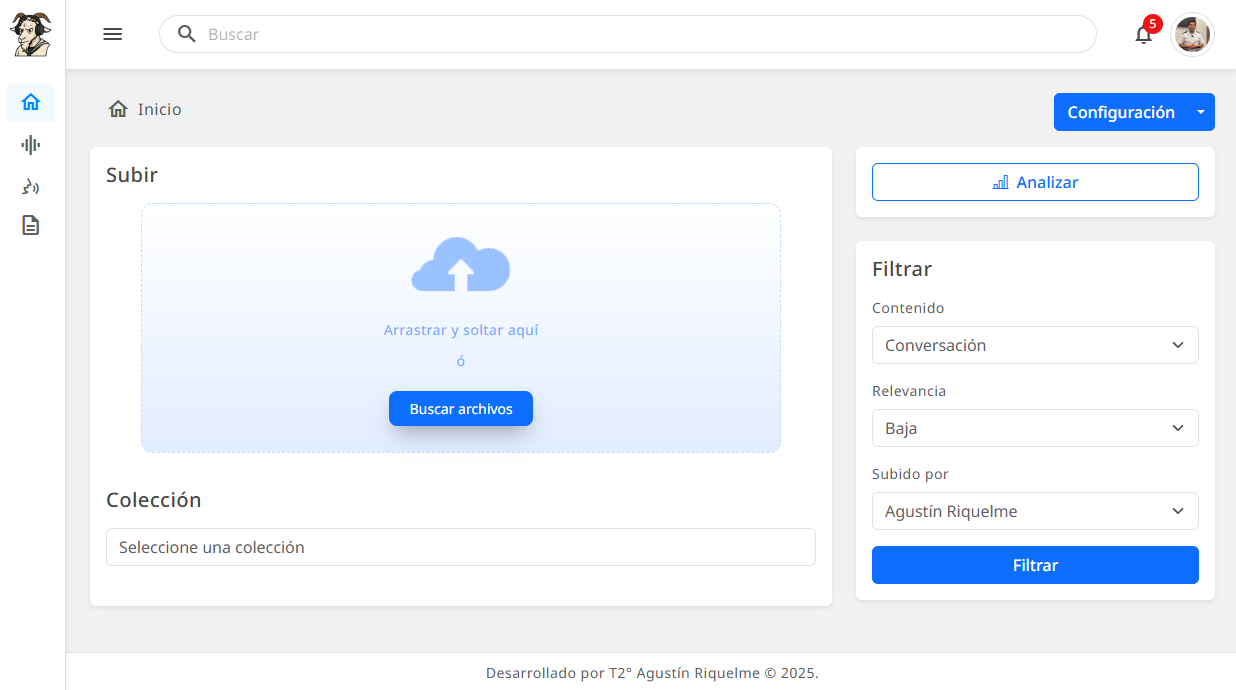 Buscar
5
Inicio
Configuración
Subir
Arrastrar y soltar aquí
ó
Buscar archivos
Colección
Seleccione una colección
Analizar
Filtrar
Contenido
Conversación
Relevancia
Baja
Subido por
Agustín Riquelme
Filtrar
Desarrollado por T2° Agustín Riquelme © 2025.